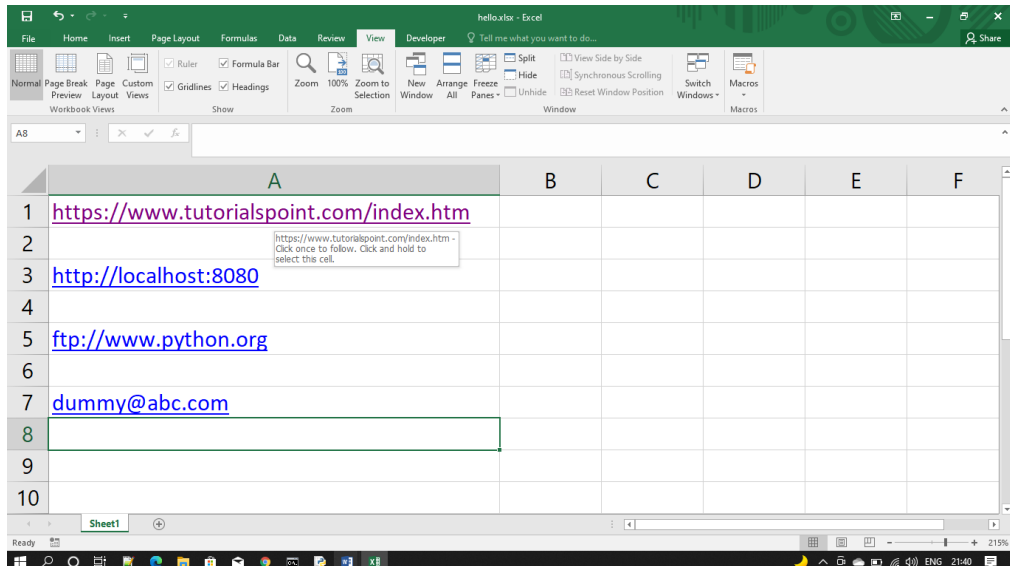 hello.xlsx - Excel
File Home Insert Page Layout Formulas Data Review View Developer Tell me what you want to do... Share
Normal Page Break Preview Page Layout Custom Views
Workbook Views
Ruler Formula Bar
Gridlines Headings
Show
Zoom 100% Zoom to Selection
Zoom
New Window Arrange All Freeze Panes
Split
Hide
Unhide
View Side by Side
Synchronous Scrolling
Reset Window Position
Switch Windows
Window
Macros
Macros
A8 fx
A B C D E F
1 https://www.tutorialspoint.com/index.htm
2
https://www.tutorialspoint.com/index.htm -
Click once to follow. Click and hold to
select this cell.
3 http://localhost:8080
4
5 ftp://www.python.org
6
7 dummy@abc.com
8
9
10
Sheet1
Ready 215%
ENG 21:40